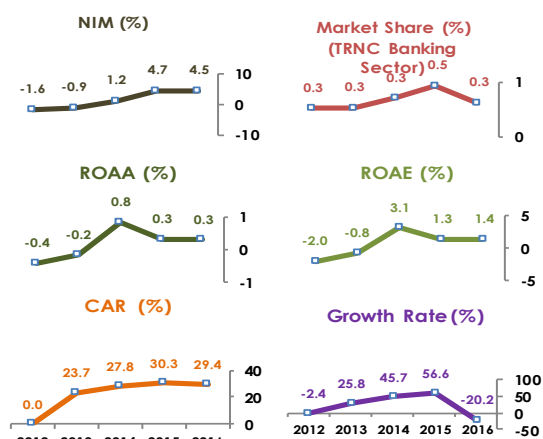 NIM (%)
-1.6 -0.9 1.2 4.7 4.5
10
0
-10
Market Share (%)
(TRNC Banking
Sector)
0.3 0.3 0.3 0.5 0.3
1
0
ROAA (%)
-0.4 -0.2 0.8 0.3 0.3
1
0
-1
ROAE (%)
-2.0 -0.8 3.1 1.3 1.4
5
0
-5
CAR (%)
0.0 23.7 27.8 30.3 29.4
40
20
0
Growth Rate (%)
-2.4 25.8 45.7 56.6 -20.2
100
50
0
-50
2012 2013 2014 2015 2016